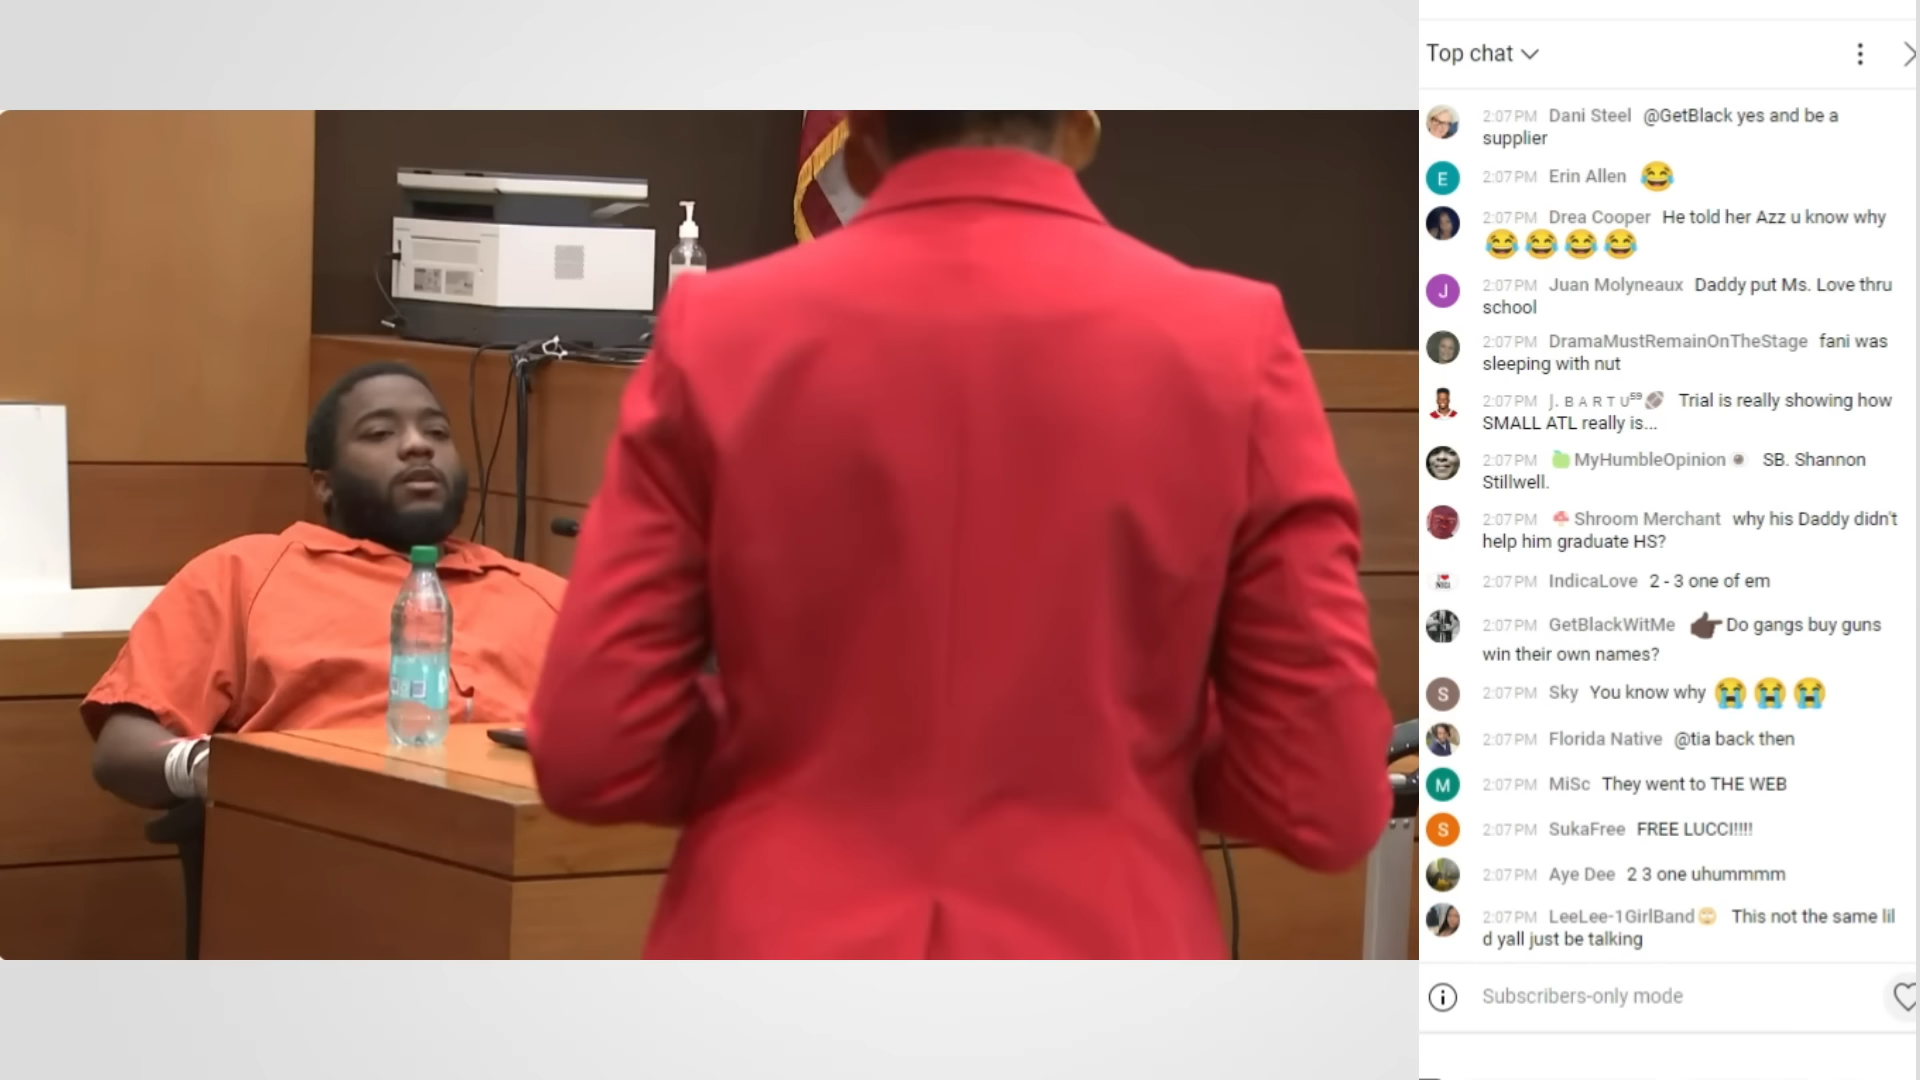 Top chat
2:07 PM Dani Steel @GetBlack yes and be a
supplier
E
2:07 PM Erin Allen 😂
2:07 PM Drea Cooper He told her Azz u know why
😂😂😂😂
J
2:07 PM Juan Molyneaux Daddy put Ms. Love thru
school
2:07 PM DramaMustRemainOnTheStage fani was
sleeping with nut
2:07 PM J. ʙ ᴀ ʀ ᴛ ᴜ⁵⁹🏈 Trial is really showing how
SMALL ATL really is...
2:07 PM 🍏MyHumbleOpinion👁 SB. Shannon
Stillwell.
2:07 PM 🍄Shroom Merchant why his Daddy didn't
help him graduate HS?
2:07 PM IndicaLove 2 - 3 one of em
2:07 PM GetBlackWitMe 👉🏿Do gangs buy guns
win their own names?
S
2:07 PM Sky You know why 😭😭😭
2:07 PM Florida Native @tia back then
M
2:07 PM MiSc They went to THE WEB
S
2:07 PM SukaFree FREE LUCCI!!!!
2:07 PM Aye Dee 2 3 one uhummmm
2:07 PM LeeLee-1GirlBand🙄 This not the same lil
d yall just be talking
Subscribers-only mode